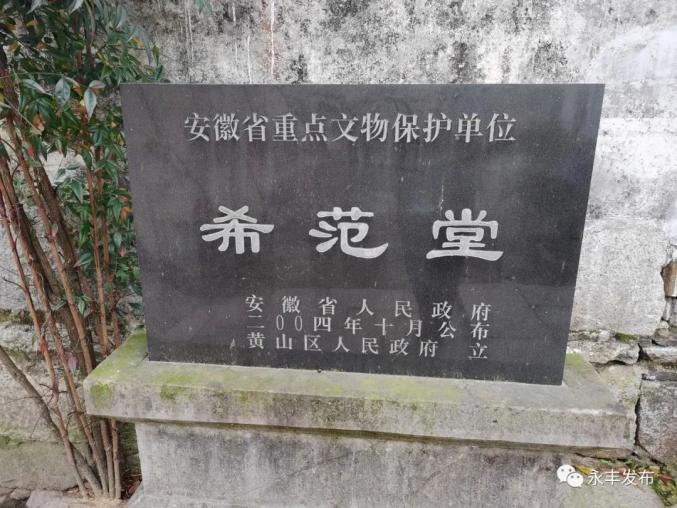 安徽省重点文物保护单位
希范堂
安徽省人民政府
二〇〇四年十月公布
黄山区人民政府 立
永丰发布